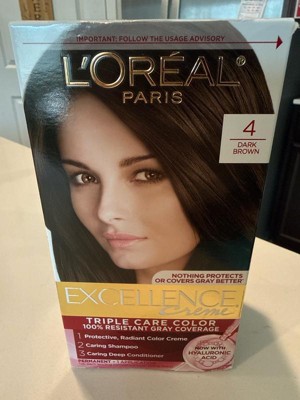 IMPORTANT: FOLLOW THE USAGE ADVISORY
L'ORÉAL®
PARIS
4
DARK
BROWN
NOTHING PROTECTS
OR COVERS GRAY BETTER*
EXCELLENCE
Creme
TRIPLE CARE COLOR
100% RESISTANT GRAY COVERAGE
1 Protective, Radiant Color Creme
2 Caring Shampoo
3 Caring Deep Conditioner
NOW WITH
HYALURONIC
ACID
PERMANENT